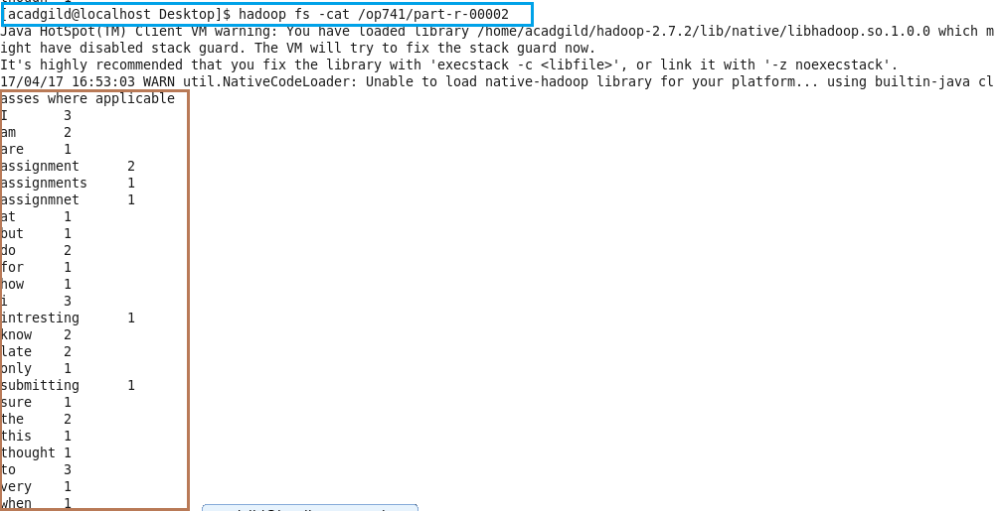 [acadgild@localhost Desktop]$ hadoop fs -cat /op741/part-r-00002
Java HotSpot(TM) Client VM warning: You have loaded library /home/acadgild/hadoop-2.7.2/lib/native/libhadoop.so.1.0.0 which m
ight have disabled stack guard. The VM will try to fix the stack guard now.
It's highly recommended that you fix the library with 'execstack -c <libfile>', or link it with '-z noexecstack'.
17/04/17 16:53:03 WARN util.NativeCodeLoader: Unable to load native-hadoop library for your platform... using builtin-java cl
asses where applicable
I 3
am 2
are 1
assignment 2
assignments 1
assignmnet 1
at 1
but 1
do 2
for 1
how 1
i 3
intresting 1
know 2
late 2
only 1
submitting 1
sure 1
the 2
this 1
thought 1
to 3
very 1
when 1